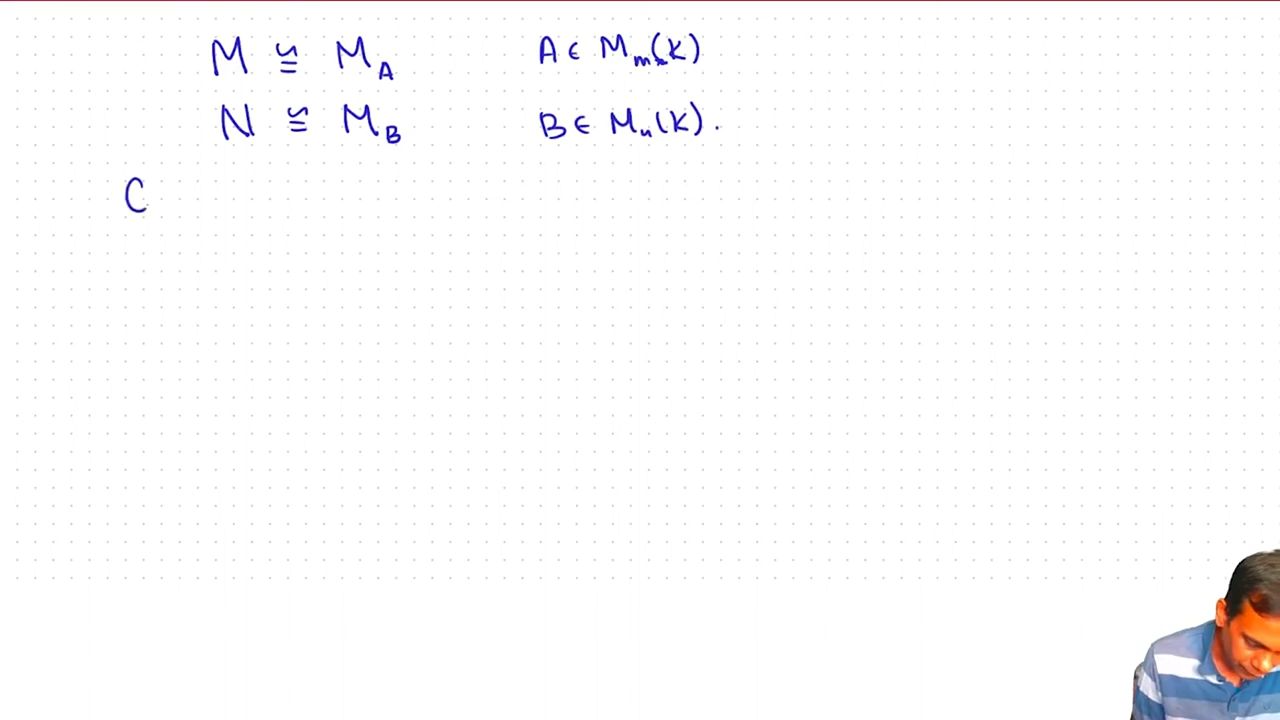 M ≅ M_A A ∈ M_m(K)
N ≅ M_B B ∈ M_n(K).
C